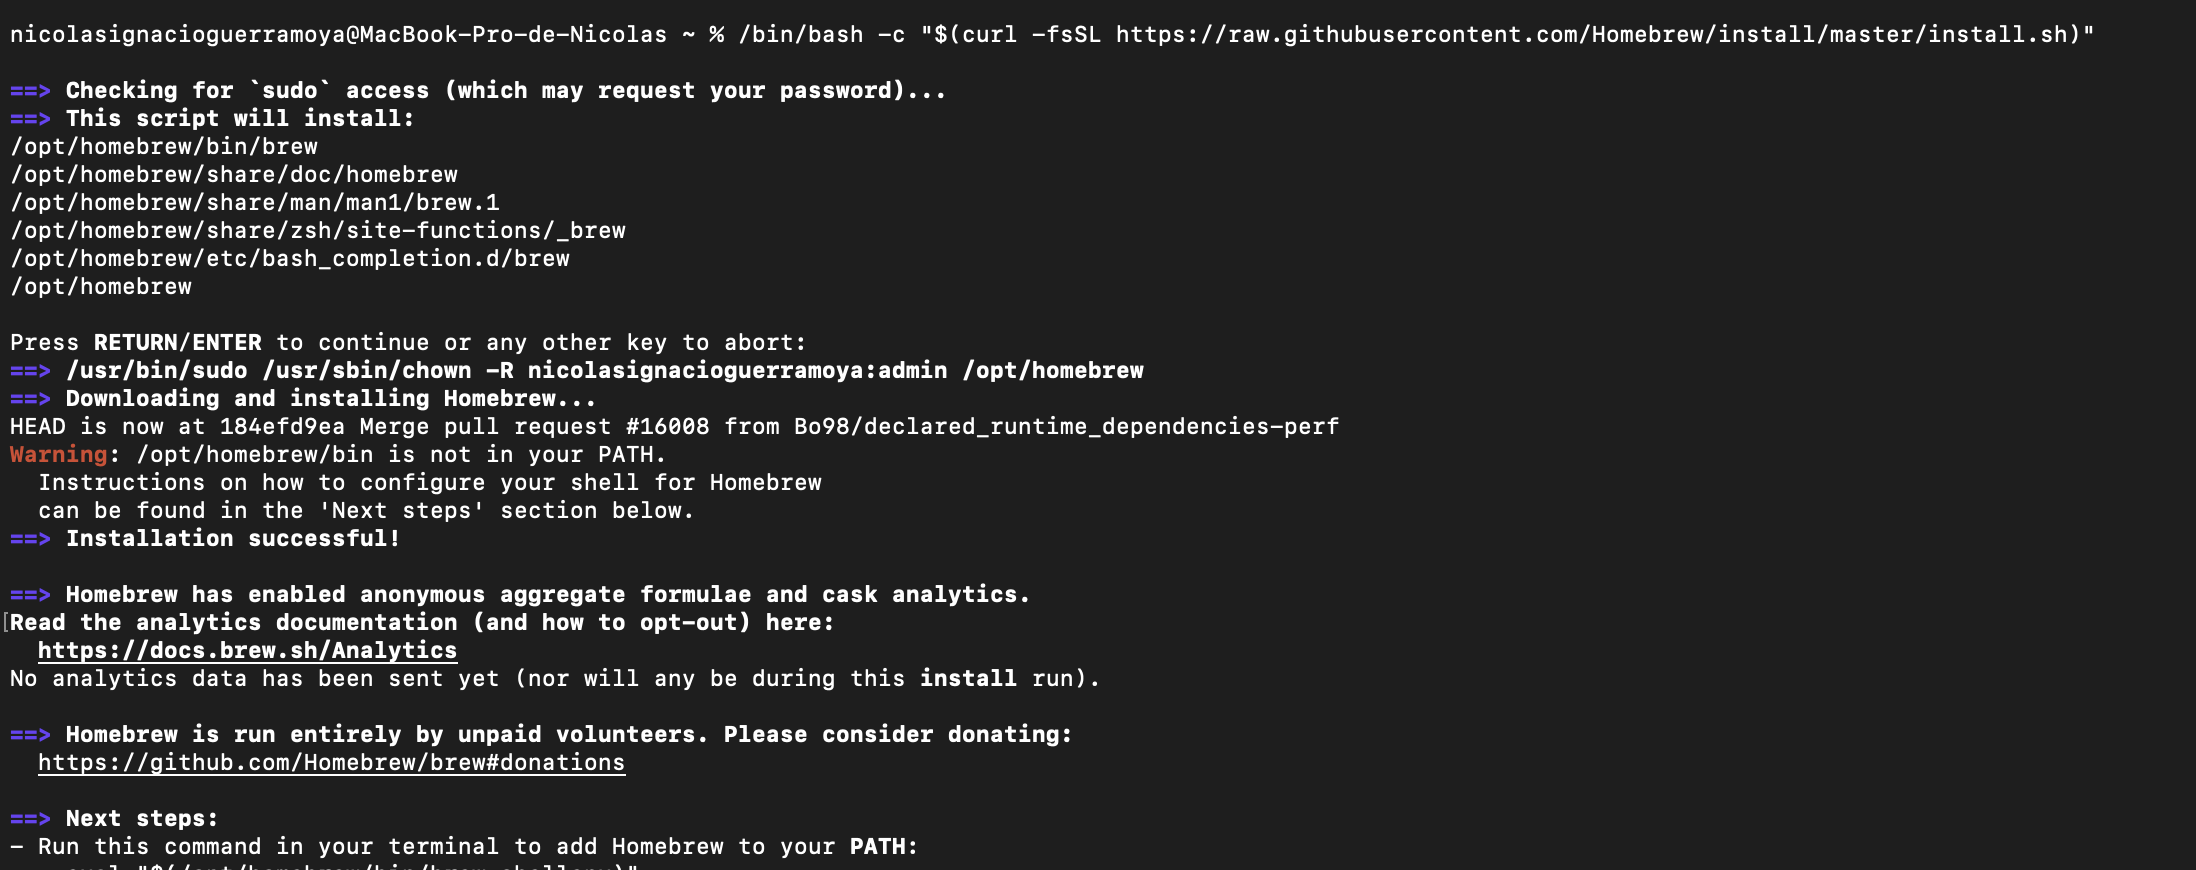 nicolasignacioguerramoya@MacBook-Pro-de-Nicolas ~ % /bin/bash -c "$(curl -fsSL https://raw.githubusercontent.com/Homebrew/install/master/install.sh)"
==> Checking for `sudo` access (which may request your password)...
==> This script will install:
/opt/homebrew/bin/brew
/opt/homebrew/share/doc/homebrew
/opt/homebrew/share/man/man1/brew.1
/opt/homebrew/share/zsh/site-functions/_brew
/opt/homebrew/etc/bash_completion.d/brew
/opt/homebrew
Press RETURN/ENTER to continue or any other key to abort:
==> /usr/bin/sudo /usr/sbin/chown -R nicolasignacioguerramoya:admin /opt/homebrew
==> Downloading and installing Homebrew...
HEAD is now at 184efd9ea Merge pull request #16008 from Bo98/declared_runtime_dependencies-perf
Warning: /opt/homebrew/bin is not in your PATH.
  Instructions on how to configure your shell for Homebrew
  can be found in the 'Next steps' section below.
==> Installation successful!
==> Homebrew has enabled anonymous aggregate formulae and cask analytics.
[Read the analytics documentation (and how to opt-out) here:
  https://docs.brew.sh/Analytics
No analytics data has been sent yet (nor will any be during this install run).
==> Homebrew is run entirely by unpaid volunteers. Please consider donating:
  https://github.com/Homebrew/brew#donations
==> Next steps:
- Run this command in your terminal to add Homebrew to your PATH:
    eval "$(/opt/homebrew/bin/brew shellenv)"